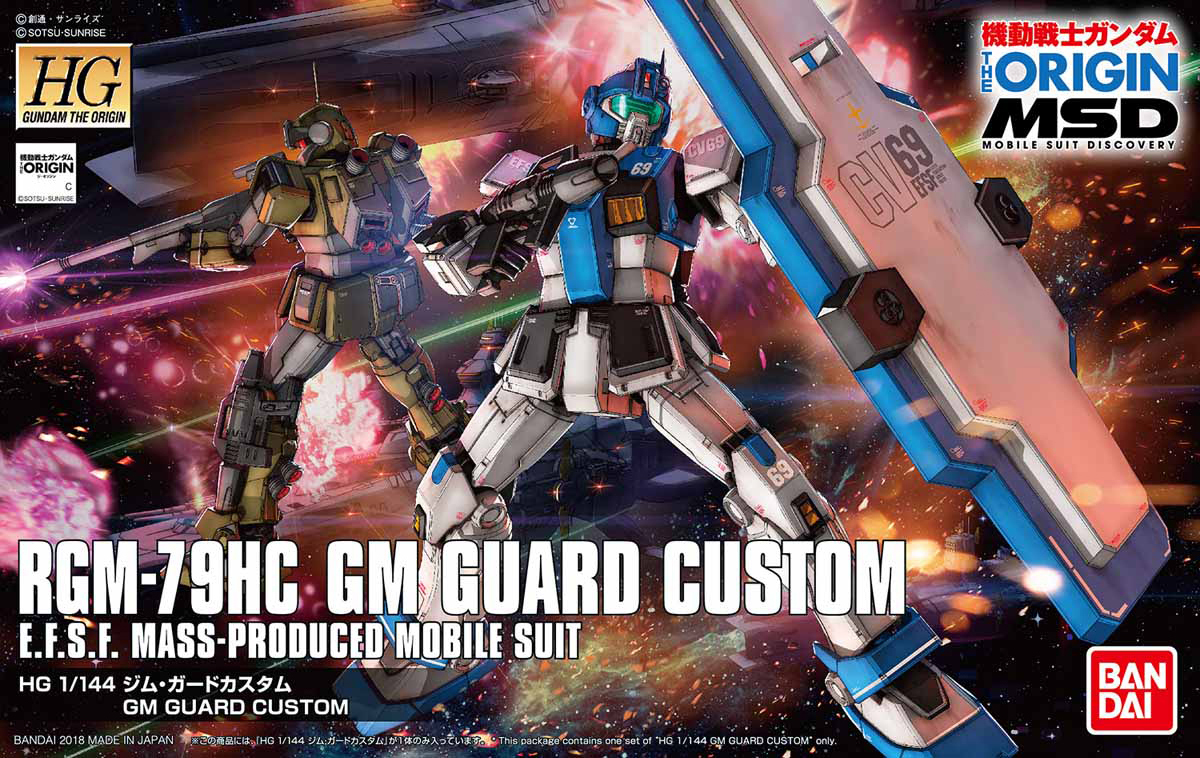 ©創通・サンライズ
©SOTSU・SUNRISE
HG
GUNDAM THE ORIGIN
機動戦士ガンダム
THE ORIGIN
C
©SOTSU・SUNRISE
機動戦士ガンダム
THE ORIGIN
MSD
MOBILE SUIT DISCOVERY
69
CV69
CV69
EFSF
69
RGM-79HC GM GUARD CUSTOM
E.F.S.F. MASS-PRODUCED MOBILE SUIT
HG 1/144 ジム・ガードカスタム
GM GUARD CUSTOM
BANDAI 2018 MADE IN JAPAN ※この商品には、「HG 1/144 ジム・ガードカスタム」が1体のみ入っています。 * This package contains one set of "HG 1/144 GM GUARD CUSTOM" only.
BAN
DAI